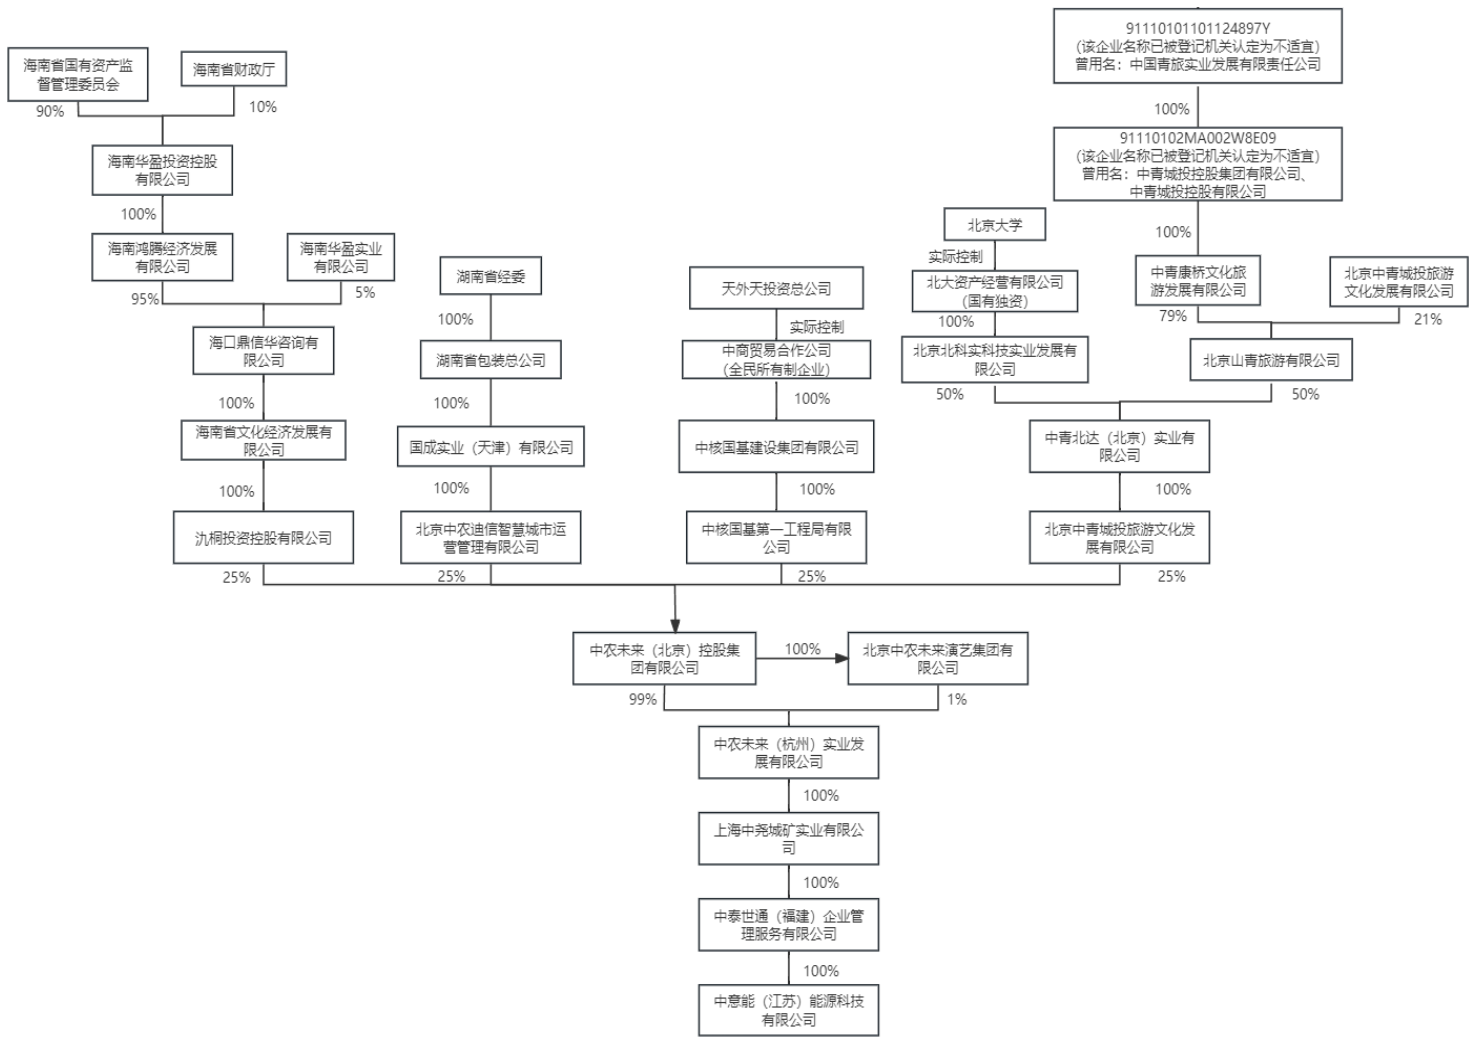 91110101101124897Y
（该企业名称已被登记机关认定为不适宜）
曾用名：中国青旅实业发展有限责任公司
海南省国有资产监
督管理委员会
海南省财政厅
90%
10%
100%
91110102MA002W8E09
（该企业名称已被登记机关认定为不适宜）
曾用名：中青城投控股集团有限公司、
中青城投控股有限公司
海南华盈投资控股
有限公司
100%
100%
北京大学
实际控制
海南鸿腾经济发展
有限公司
海南华盈实业
有限公司
95%
5%
湖南省经委
天外天投资总公司
北大资产经营有限公司
（国有独资）
中青康桥文化旅
游发展有限公司
北京中青城投旅游
文化发展有限公司
100%
实际控制
100%
79%
21%
海口鼎信华咨询有
限公司
湖南省包装总公司
中商贸易合作公司
（全民所有制企业）
北京北科实科技实业发展有
限公司
北京山青旅游有限公司
100%
100%
100%
50%
50%
海南省文化经济发展有
限公司
国成实业（天津）有限公司
中核国基建设集团有限公司
中青北达（北京）实业有
限公司
100%
100%
100%
100%
氿桐投资控股有限公司
北京中农迪信智慧城市运
营管理有限公司
中核国基第一工程局有限
公司
北京中青城投旅游文化发
展有限公司
25%
25%
25%
25%
中农未来（北京）控股集
团有限公司
100%
北京中农未来演艺集团有
限公司
99%
1%
中农未来（杭州）实业发
展有限公司
100%
上海中尧城矿实业有限公
司
100%
中泰世通（福建）企业管
理服务有限公司
100%
中意能（江苏）能源科技
有限公司